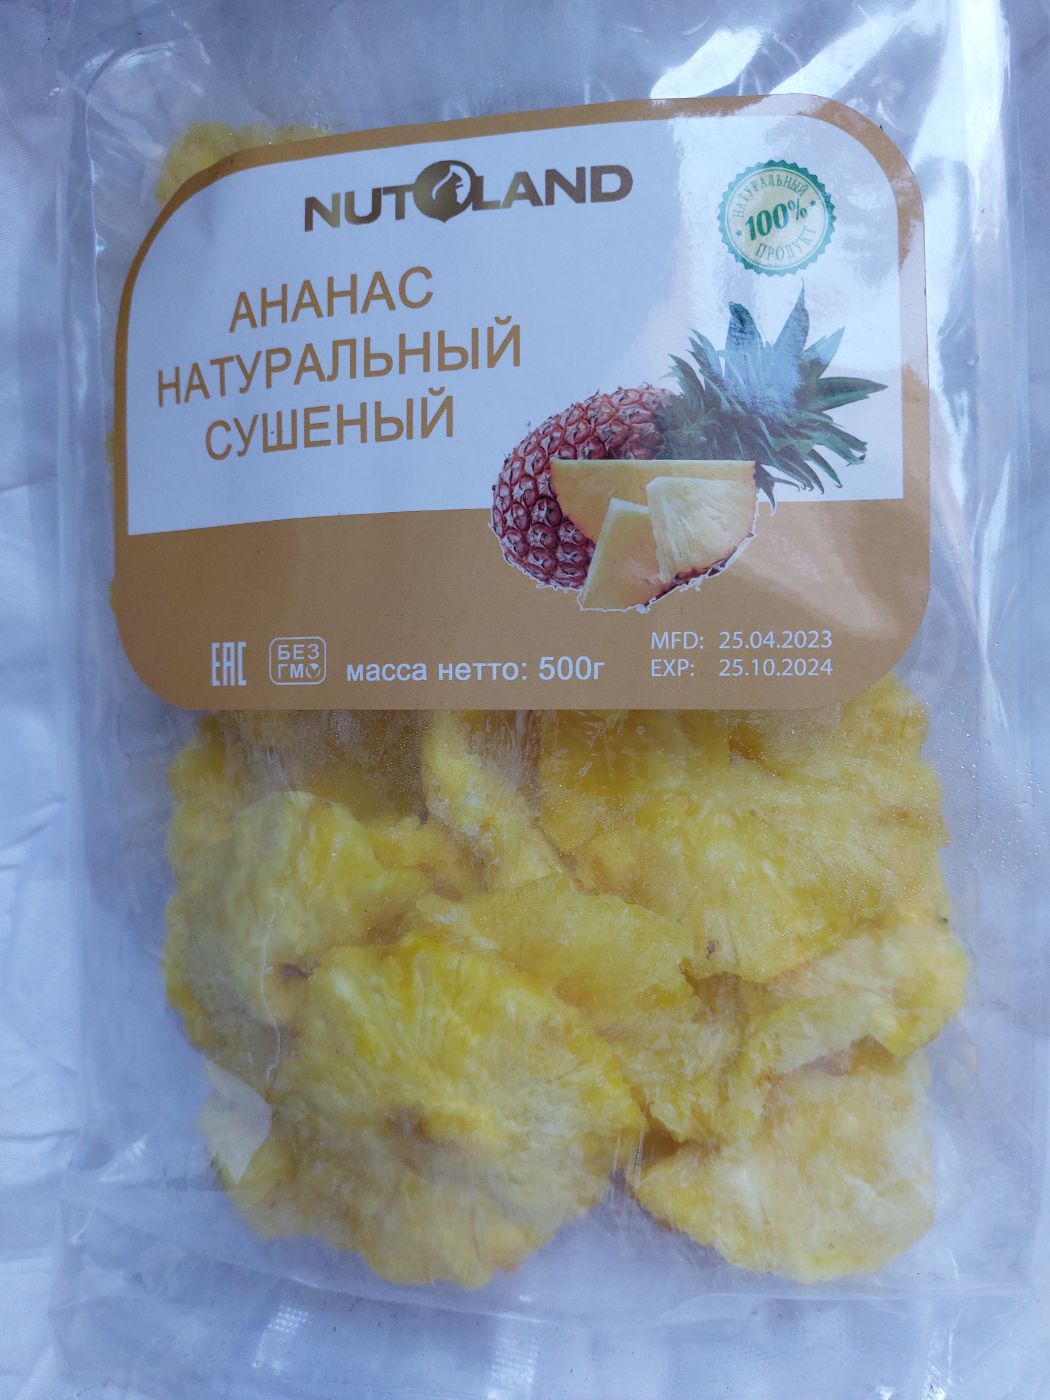 NUTLAND
НАТУРАЛЬНЫЙ
100%
ПРОДУКТ
АНАНАС
НАТУРАЛЬНЫЙ
СУШЕНЫЙ
EAC
БЕЗ
ГМО
масса нетто: 500г
MFD: 25.04.2023
EXP: 25.10.2024